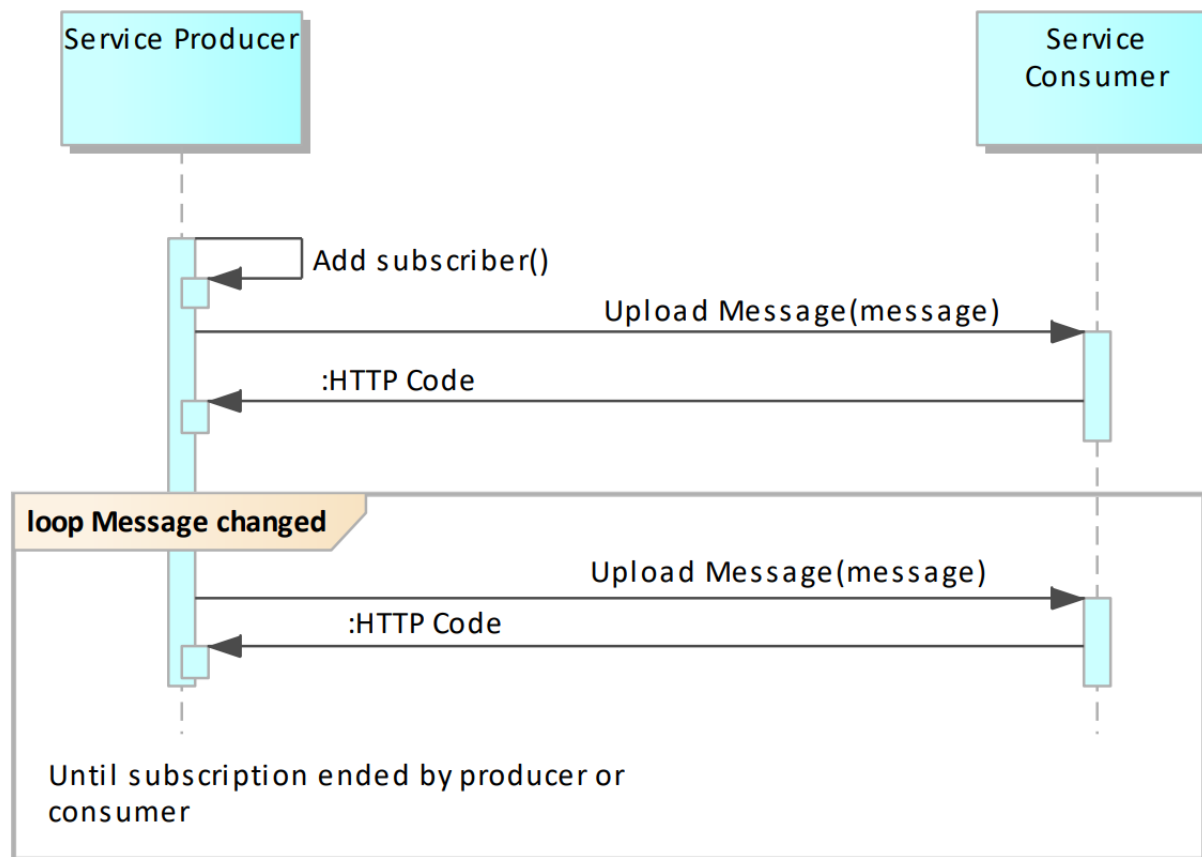 Service Producer
Service
Consumer
Add subscriber()
Upload Message(message)
:HTTP Code
loop Message changed
Upload Message(message)
:HTTP Code
Until subscription ended by producer or
consumer